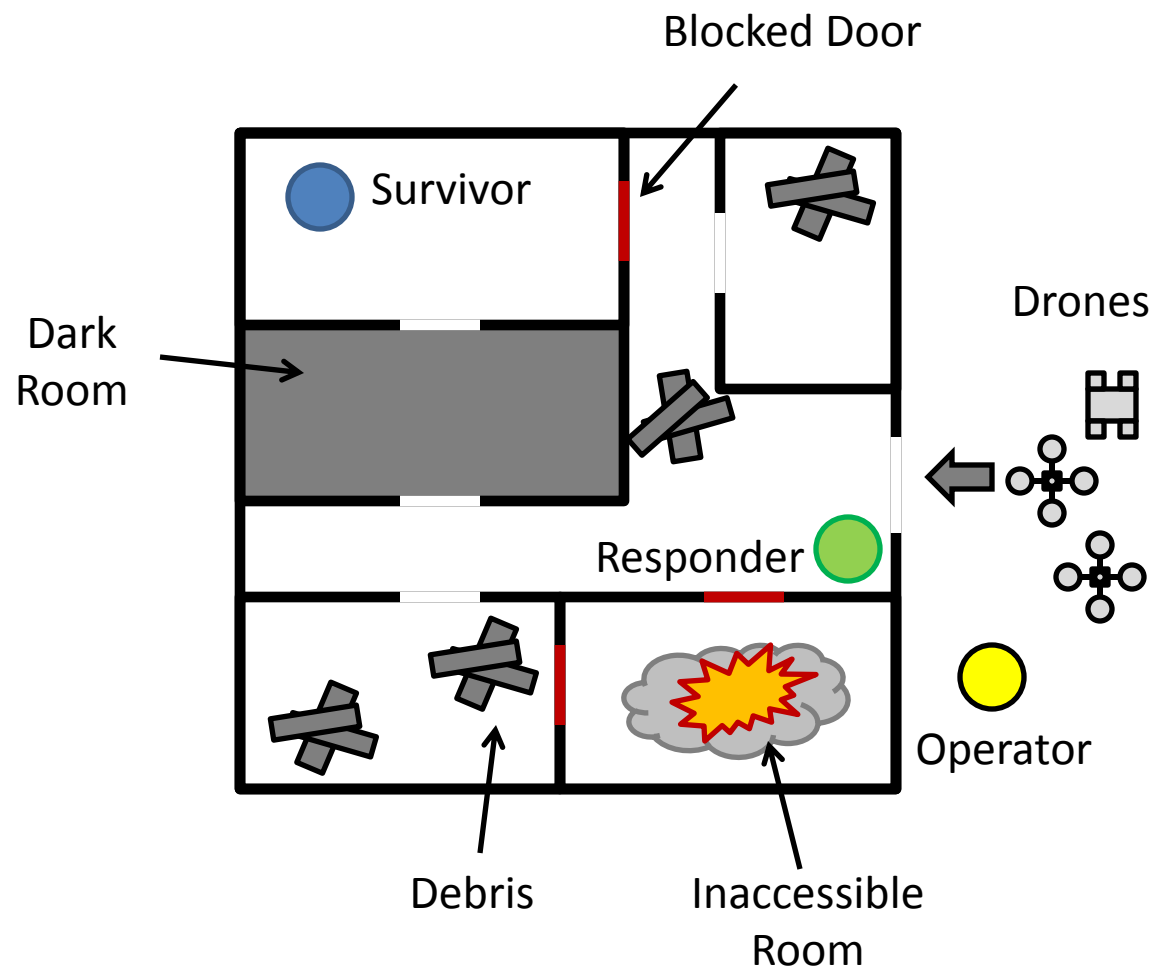 Blocked Door
Survivor
Drones
Dark
Room
Responder
Operator
Debris
Inaccessible
Room